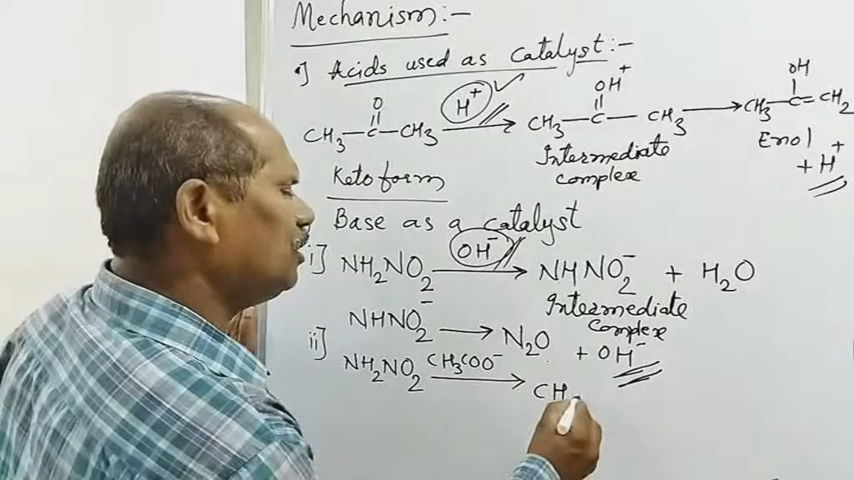 Mechanism:-
•) Acids used as catalyst:-
O OH+ OH
CH3-C-CH3 H+ → CH3-C-CH3 → CH3-C=CH2
Keto form Intermediate complex Enol + H+
Base as a catalyst
i] NH2NO2 OH- → NHNO2- + H2O
Intermediate complex
NHNO2- → N2O + OH-
ii] NH2NO2 CH3COO- → CH